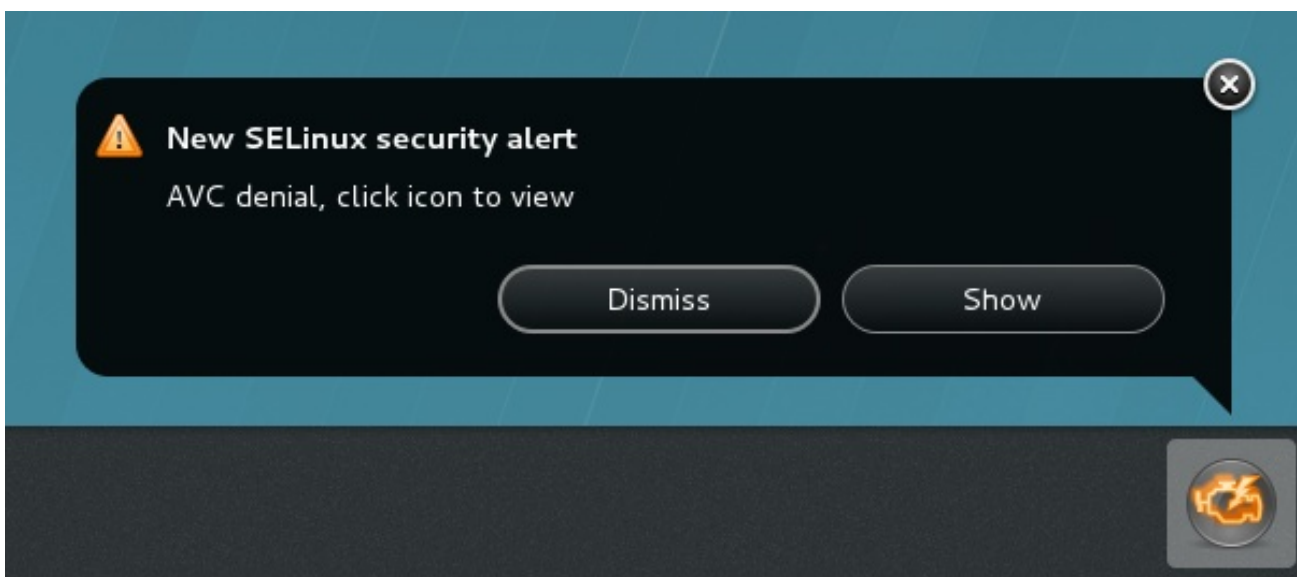 New SELinux security alert
AVC denial, click icon to view
Dismiss
Show